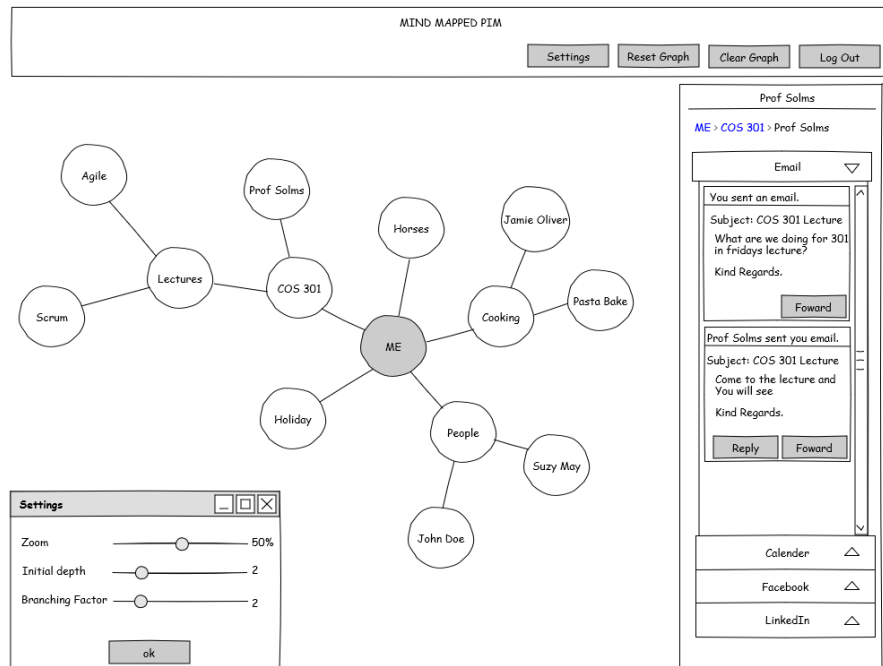 MIND MAPPED PIM
Settings
Reset Graph
Clear Graph
Log Out
Agile
Prof Solms
Horses
Jamie Oliver
Lectures
COS 301
Scrum
Cooking
Pasta Bake
ME
Holiday
People
Suzy May
John Doe
Settings
Zoom
50%
Initial depth
2
Branching Factor
2
ok
Prof Solms
ME > COS 301 > Prof Solms
Email
You sent an email.
Subject: COS 301 Lecture
What are we doing for 301
in fridays lecture?
Kind Regards.
Foward
Prof Solms sent you email.
Subject: COS 301 Lecture
Come to the lecture and
You will see
Kind Regards.
Reply
Foward
Calender
Facebook
LinkedIn